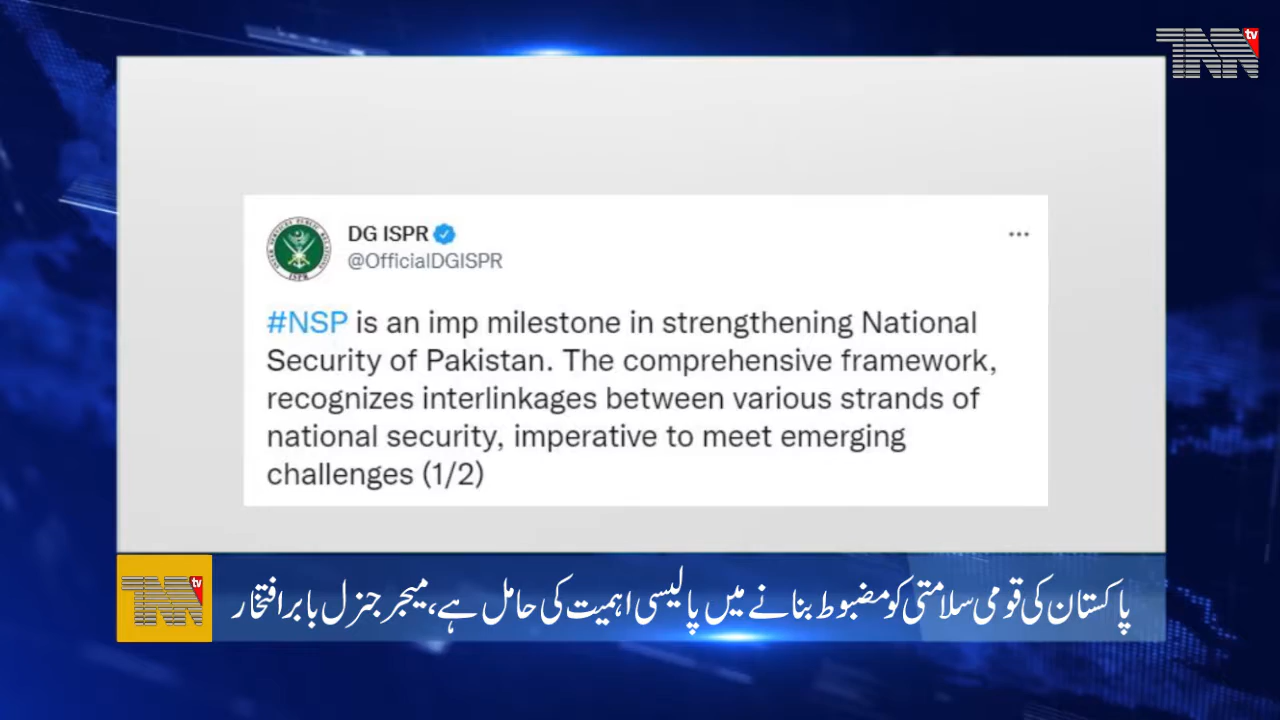 TNN tv
DG ISPR
@OfficialDGISPR
#NSP is an imp milestone in strengthening National
Security of Pakistan. The comprehensive framework,
recognizes interlinkages between various strands of
national security, imperative to meet emerging
challenges (1/2)
TNN tv
پاکستان کی قومی سلامتی کو مضبوط بنانے میں پالیسی اہمیت کی حامل ہے، میجر جنرل بابر افتخار